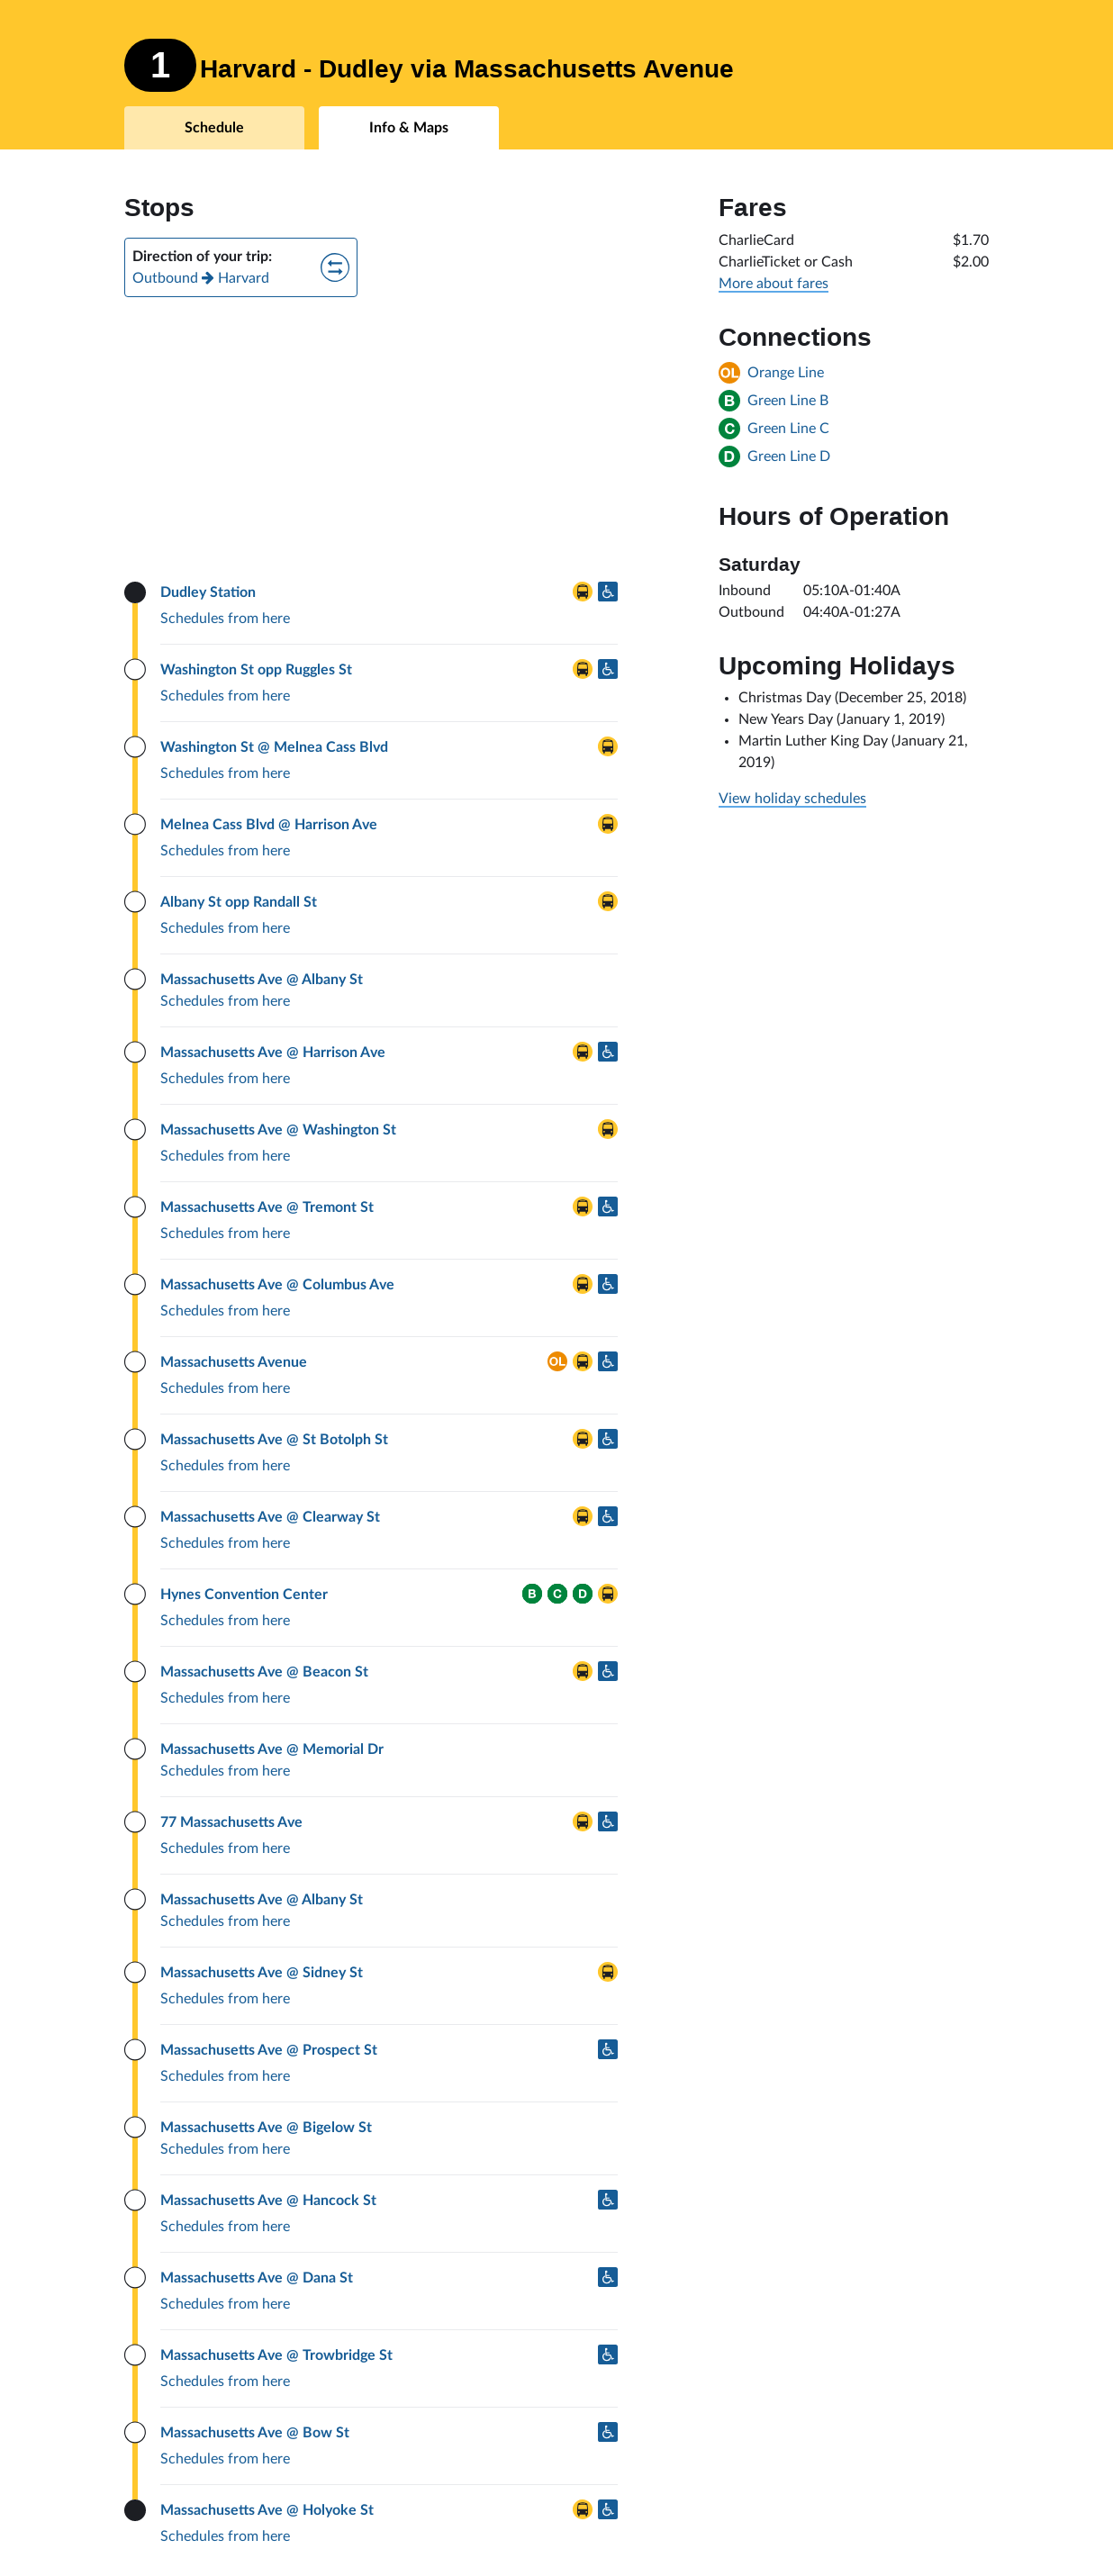 1 Harvard - Dudley via Massachusetts Avenue
Schedule
Info & Maps
Stops
Direction of your trip:
Outbound Harvard
Dudley Station
Schedules from here
Washington St opp Ruggles St
Schedules from here
Washington St @ Melnea Cass Blvd
Schedules from here
Melnea Cass Blvd @ Harrison Ave
Schedules from here
Albany St opp Randall St
Schedules from here
Massachusetts Ave @ Albany St
Schedules from here
Massachusetts Ave @ Harrison Ave
Schedules from here
Massachusetts Ave @ Washington St
Schedules from here
Massachusetts Ave @ Tremont St
Schedules from here
Massachusetts Ave @ Columbus Ave
Schedules from here
Massachusetts Avenue OL
Schedules from here
Massachusetts Ave @ St Botolph St
Schedules from here
Massachusetts Ave @ Clearway St
Schedules from here
Hynes Convention Center B C D
Schedules from here
Massachusetts Ave @ Beacon St
Schedules from here
Massachusetts Ave @ Memorial Dr
Schedules from here
77 Massachusetts Ave
Schedules from here
Massachusetts Ave @ Albany St
Schedules from here
Massachusetts Ave @ Sidney St
Schedules from here
Massachusetts Ave @ Prospect St
Schedules from here
Massachusetts Ave @ Bigelow St
Schedules from here
Massachusetts Ave @ Hancock St
Schedules from here
Massachusetts Ave @ Dana St
Schedules from here
Massachusetts Ave @ Trowbridge St
Schedules from here
Massachusetts Ave @ Bow St
Schedules from here
Massachusetts Ave @ Holyoke St
Schedules from here
Fares
CharlieCard $1.70
CharlieTicket or Cash $2.00
More about fares
Connections
OL Orange Line
B Green Line B
C Green Line C
D Green Line D
Hours of Operation
Saturday
Inbound 05:10A-01:40A
Outbound 04:40A-01:27A
Upcoming Holidays
• Christmas Day (December 25, 2018)
• New Years Day (January 1, 2019)
• Martin Luther King Day (January 21,
2019)
View holiday schedules